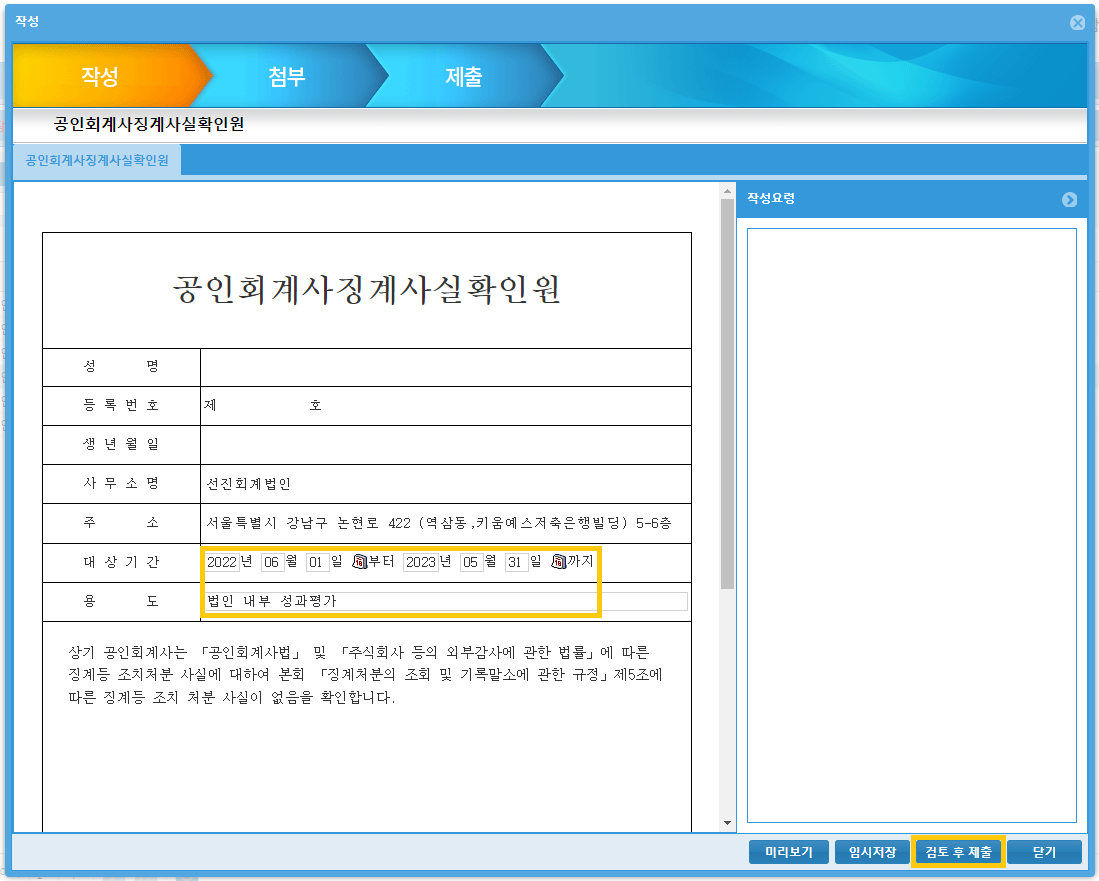 작성
작성 첨부 제출
공인회계사징계사실확인원
공인회계사징계사실확인원
작성요령
공인회계사징계사실확인원
성 명
등 록 번 호 제 호
생 년 월 일
사 무 소 명 선진회계법인
주 소 서울특별시 강남구 논현로 422 (역삼동,키움예스저축은행빌딩) 5-6층
대 상 기 간 2022년 06월 01일 부터 2023년 05월 31일 까지
용 도 법인 내부 성과평가
상기 공인회계사는 「공인회계사법」 및 「주식회사 등의 외부감사에 관한 법률」에 따른
징계등 조치처분 사실에 대하여 본회 「징계처분의 조회 및 기록말소에 관한 규정」제5조에
따른 징계등 조치 처분 사실이 없음을 확인합니다.
미리보기 임시저장 검토 후 제출 닫기